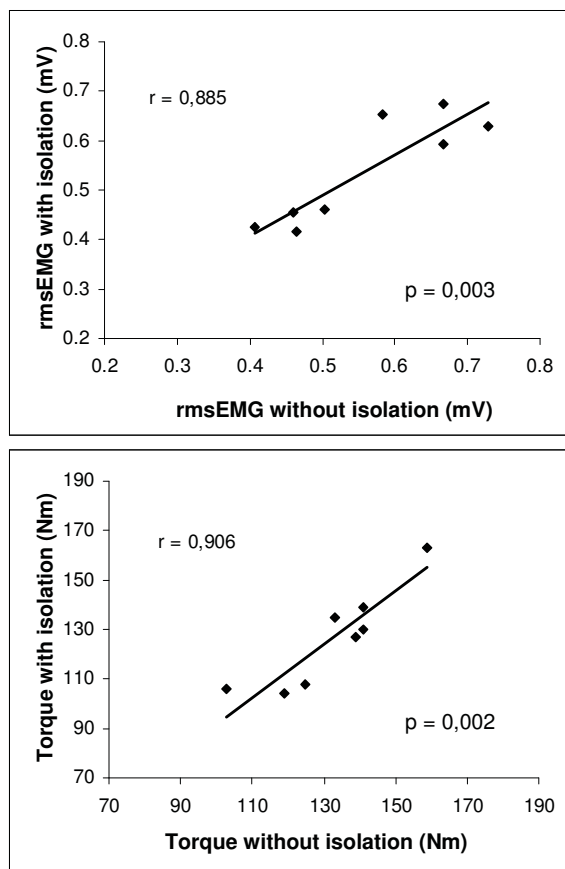 0.8
0.7
0.6
0.5
0.4
0.3
0.2
rmsEMG with isolation (mV)
r = 0,885
p = 0,003
0.2 0.3 0.4 0.5 0.6 0.7 0.8
rmsEMG without isolation (mV)
190
170
150
130
110
90
70
Torque with isolation (Nm)
r = 0,906
p = 0,002
70 90 110 130 150 170 190
Torque without isolation (Nm)